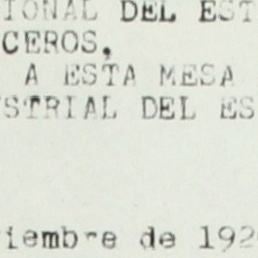 IONAL DEL EST
CEROS,
A ESTA MESA
STRIAL DEL ES
iembre de 192